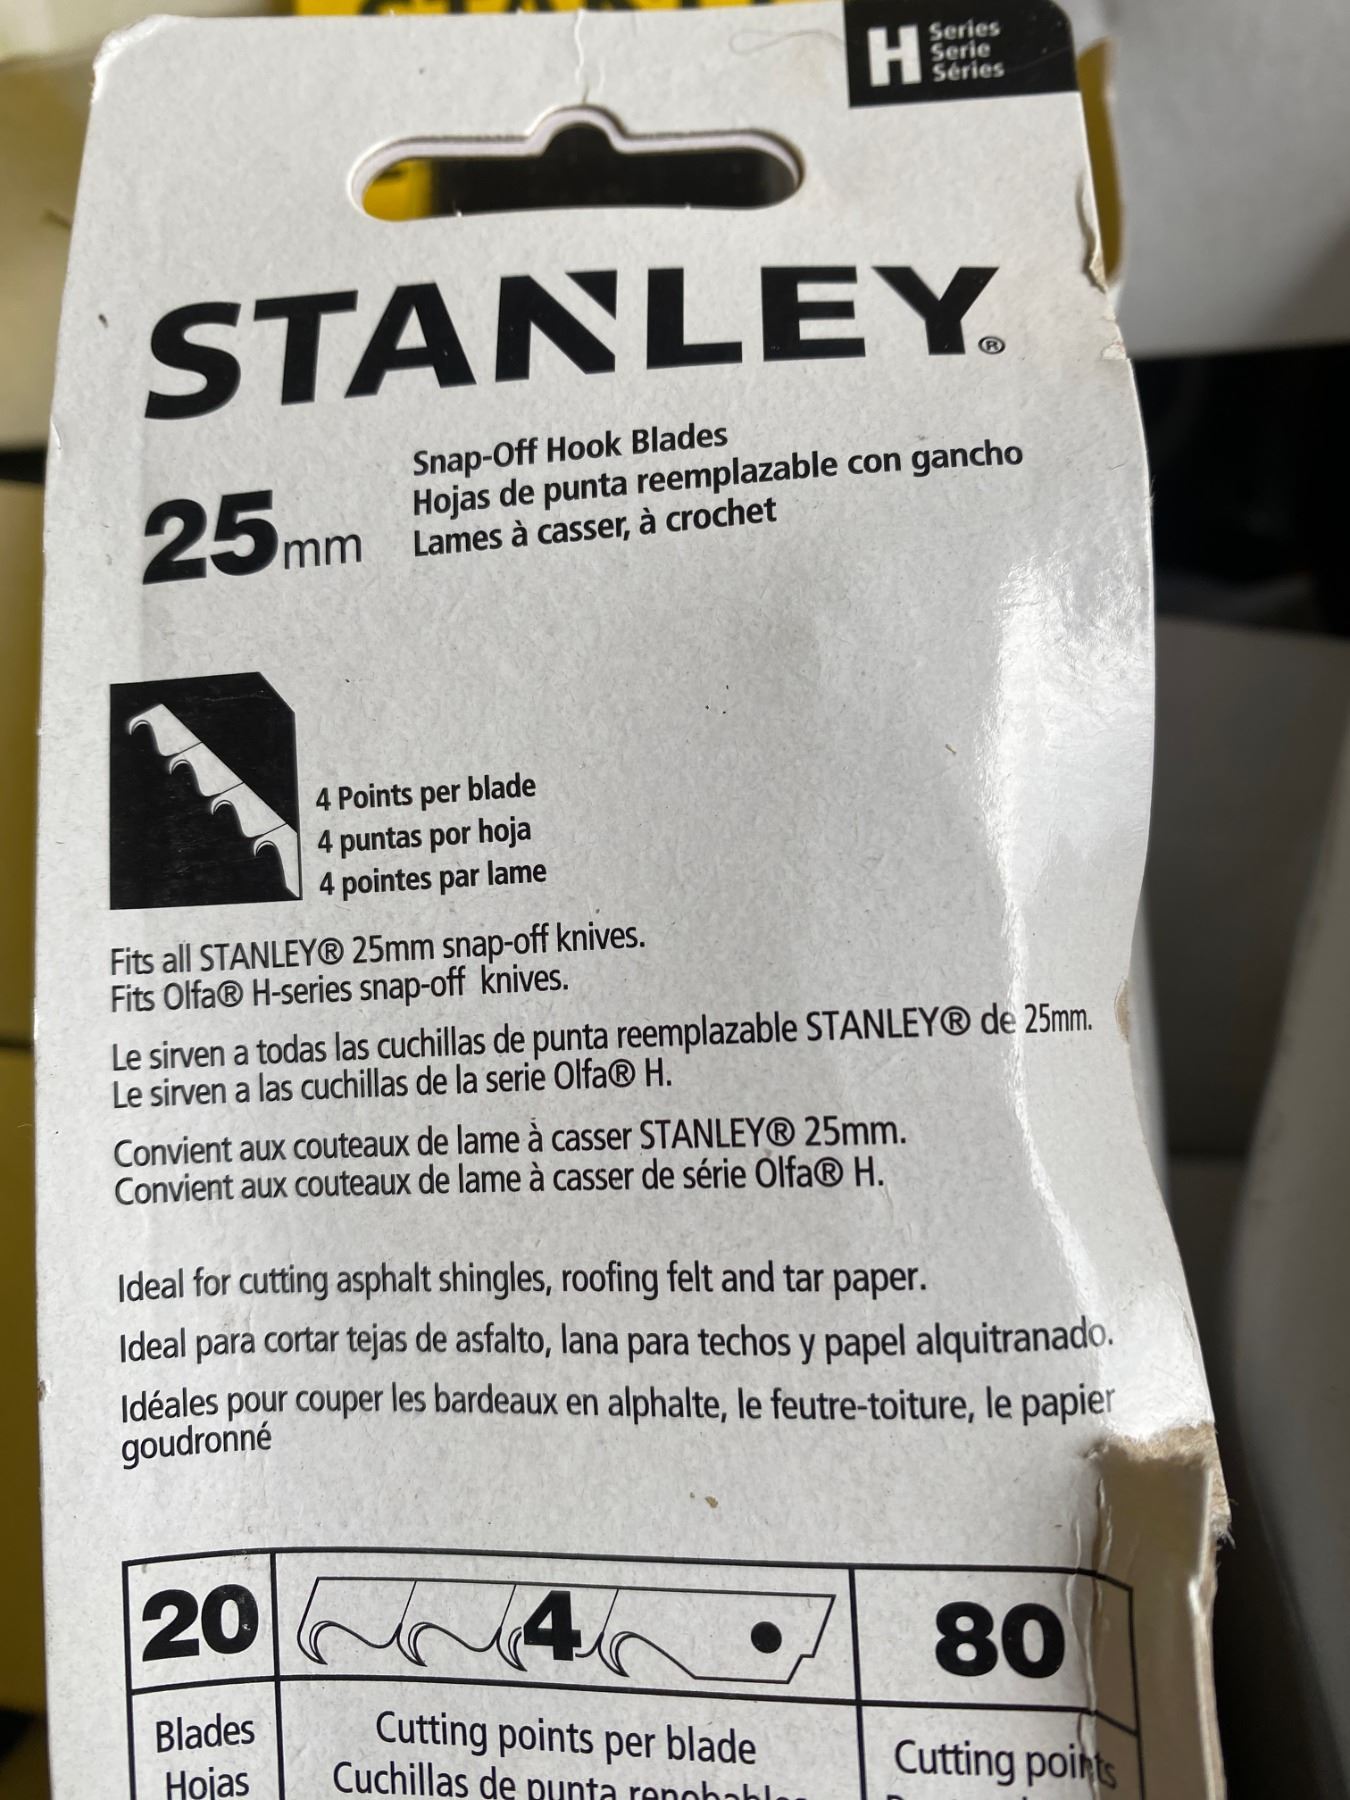 H Series
Serie
Séries
STANLEY®
25mm
Snap-Off Hook Blades
Hojas de punta reemplazable con gancho
Lames à casser, à crochet
4 Points per blade
4 puntas por hoja
4 pointes par lame
Fits all STANLEY® 25mm snap-off knives.
Fits Olfa® H-series snap-off knives.
Le sirven a todas las cuchillas de punta reemplazable STANLEY® de 25mm.
Le sirven a las cuchillas de la serie Olfa® H.
Convient aux couteaux de lame à casser STANLEY® 25mm.
Convient aux couteaux de lame à casser de série Olfa® H.
Ideal for cutting asphalt shingles, roofing felt and tar paper.
Ideal para cortar tejas de asfalto, lana para techos y papel alquitranado.
Idéales pour couper les bardeaux en alphalte, le feutre-toiture, le papier
goudronné
20 4 80
Blades Cutting points per blade Cutting points
Hojas Cuchillas de punta